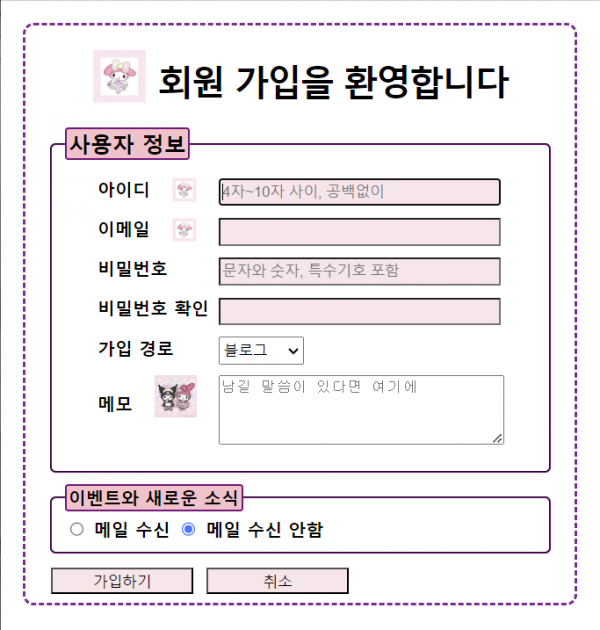 회원 가입을 환영합니다
사용자 정보
아이디 4자~10자 사이, 공백없이
이메일
비밀번호 문자와 숫자, 특수기호 포함
비밀번호 확인
가입 경로 블로그
메모 남길 말씀이 있다면 여기에
이벤트와 새로운 소식
메일 수신 메일 수신 안함
가입하기 취소